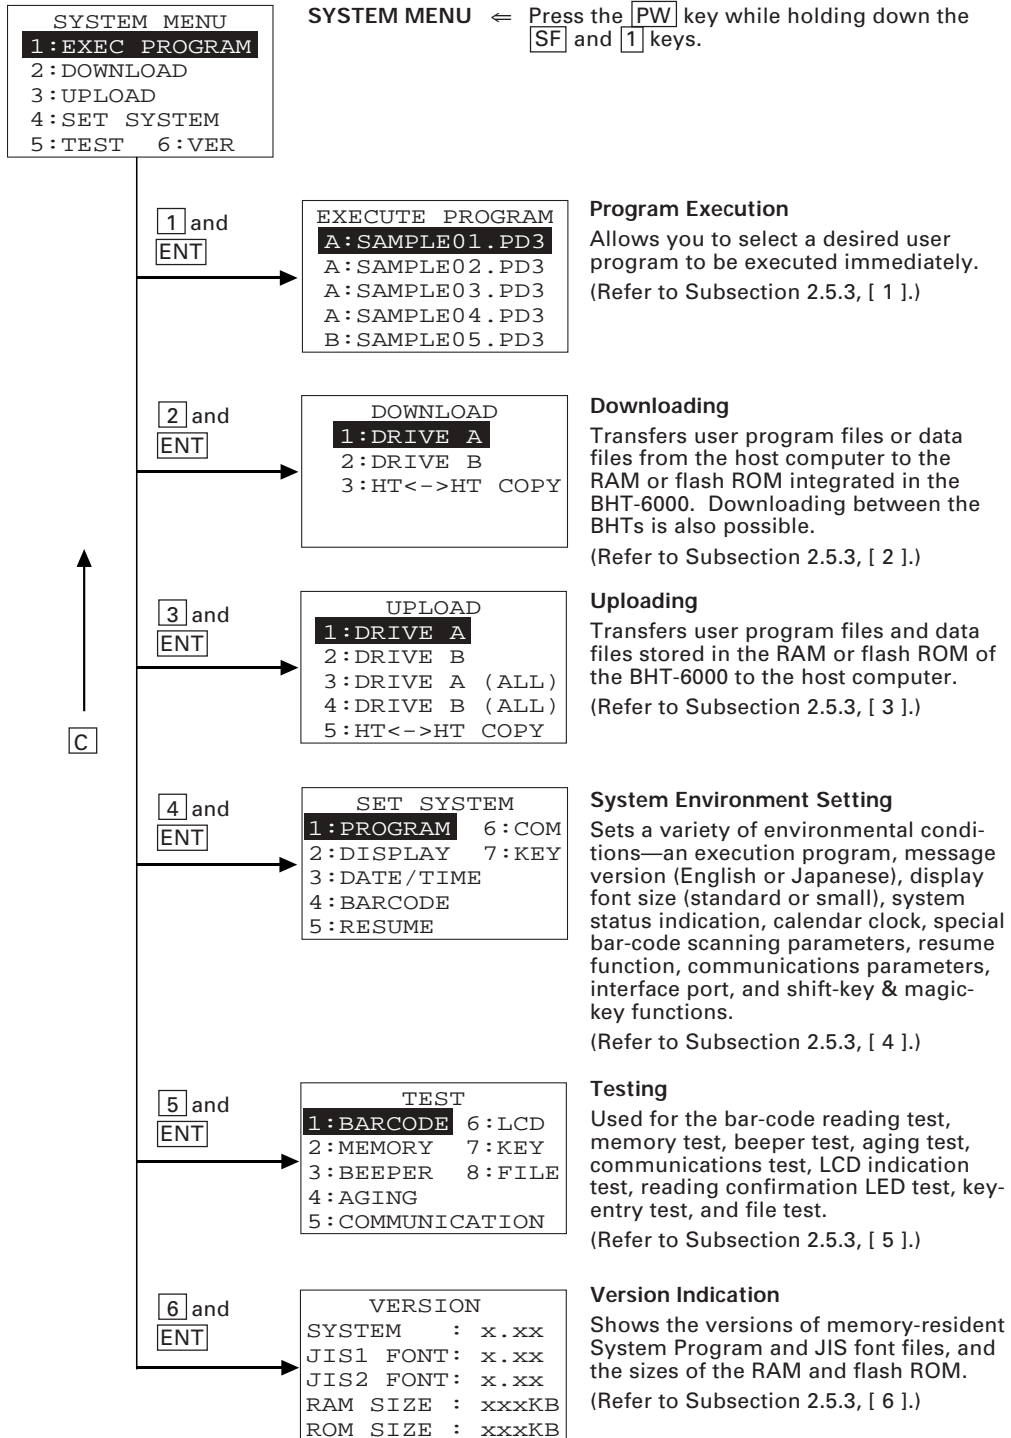 SYSTEM MENU
1:EXEC PROGRAM
2:DOWNLOAD
3:UPLOAD
4:SET SYSTEM
5:TEST 6:VER
SYSTEM MENU ⇐ Press the PW key while holding down the
SF and 1 keys.
1 and
ENT
EXECUTE PROGRAM
A:SAMPLE01.PD3
A:SAMPLE02.PD3
A:SAMPLE03.PD3
A:SAMPLE04.PD3
B:SAMPLE05.PD3
Program Execution
Allows you to select a desired user
program to be executed immediately.
(Refer to Subsection 2.5.3, [ 1 ].)
2 and
ENT
DOWNLOAD
1:DRIVE A
2:DRIVE B
3:HT<->HT COPY
Downloading
Transfers user program files or data
files from the host computer to the
RAM or flash ROM integrated in the
BHT-6000. Downloading between the
BHTs is also possible.
(Refer to Subsection 2.5.3, [ 2 ].)
3 and
ENT
UPLOAD
1:DRIVE A
2:DRIVE B
3:DRIVE A (ALL)
4:DRIVE B (ALL)
5:HT<->HT COPY
Uploading
Transfers user program files and data
files stored in the RAM or flash ROM of
the BHT-6000 to the host computer.
(Refer to Subsection 2.5.3, [ 3 ].)
C
4 and
ENT
SET SYSTEM
1:PROGRAM 6:COM
2:DISPLAY 7:KEY
3:DATE/TIME
4:BARCODE
5:RESUME
System Environment Setting
Sets a variety of environmental condi-
tions—an execution program, message
version (English or Japanese), display
font size (standard or small), system
status indication, calendar clock, special
bar-code scanning parameters, resume
function, communications parameters,
interface port, and shift-key & magic-
key functions.
(Refer to Subsection 2.5.3, [ 4 ].)
5 and
ENT
TEST
1:BARCODE 6:LCD
2:MEMORY 7:KEY
3:BEEPER 8:FILE
4:AGING
5:COMMUNICATION
Testing
Used for the bar-code reading test,
memory test, beeper test, aging test,
communications test, LCD indication
test, reading confirmation LED test, key-
entry test, and file test.
(Refer to Subsection 2.5.3, [ 5 ].)
6 and
ENT
VERSION
SYSTEM : x.xx
JIS1 FONT: x.xx
JIS2 FONT: x.xx
RAM SIZE : xxxKB
ROM SIZE : xxxKB
Version Indication
Shows the versions of memory-resident
System Program and JIS font files, and
the sizes of the RAM and flash ROM.
(Refer to Subsection 2.5.3, [ 6 ].)